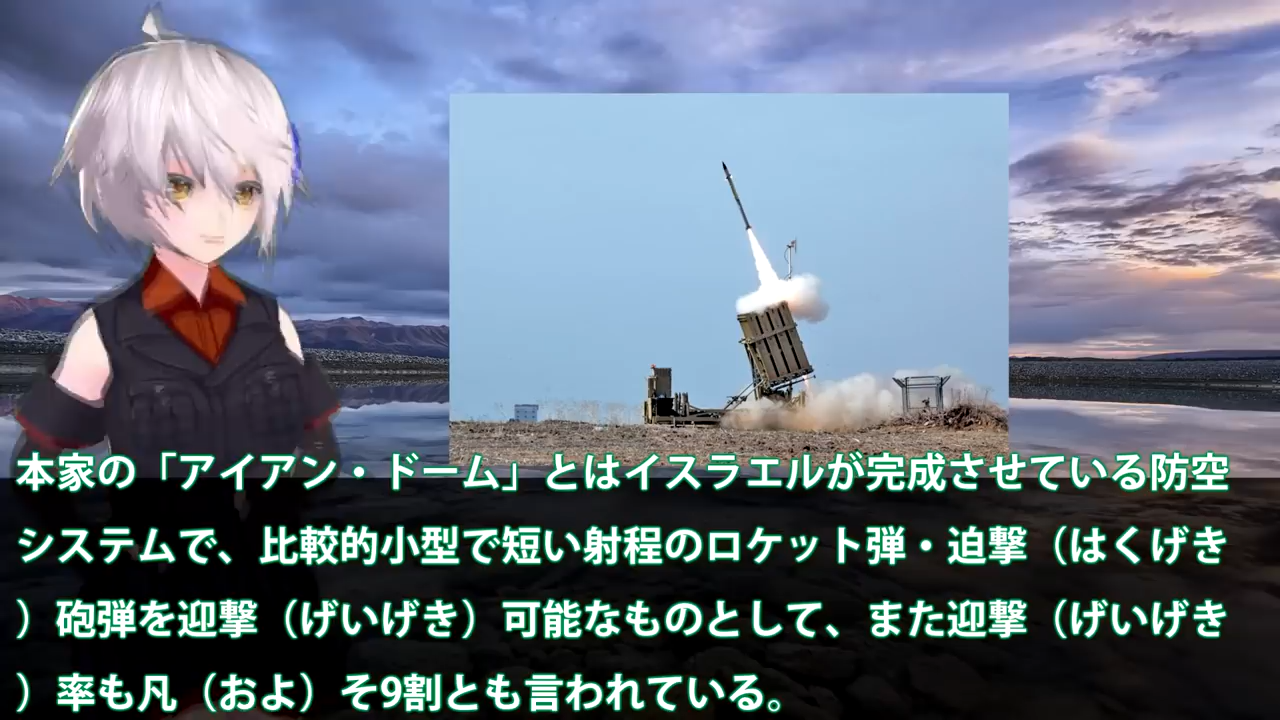 本家の「アイアン・ドーム」とはイスラエルが完成させている防空
システムで、比較的小型で短い射程のロケット弾・迫撃（はくげき
）砲弾を迎撃（げいげき）可能なものとして、また迎撃（げいげき
）率も凡（およ）そ9割とも言われている。